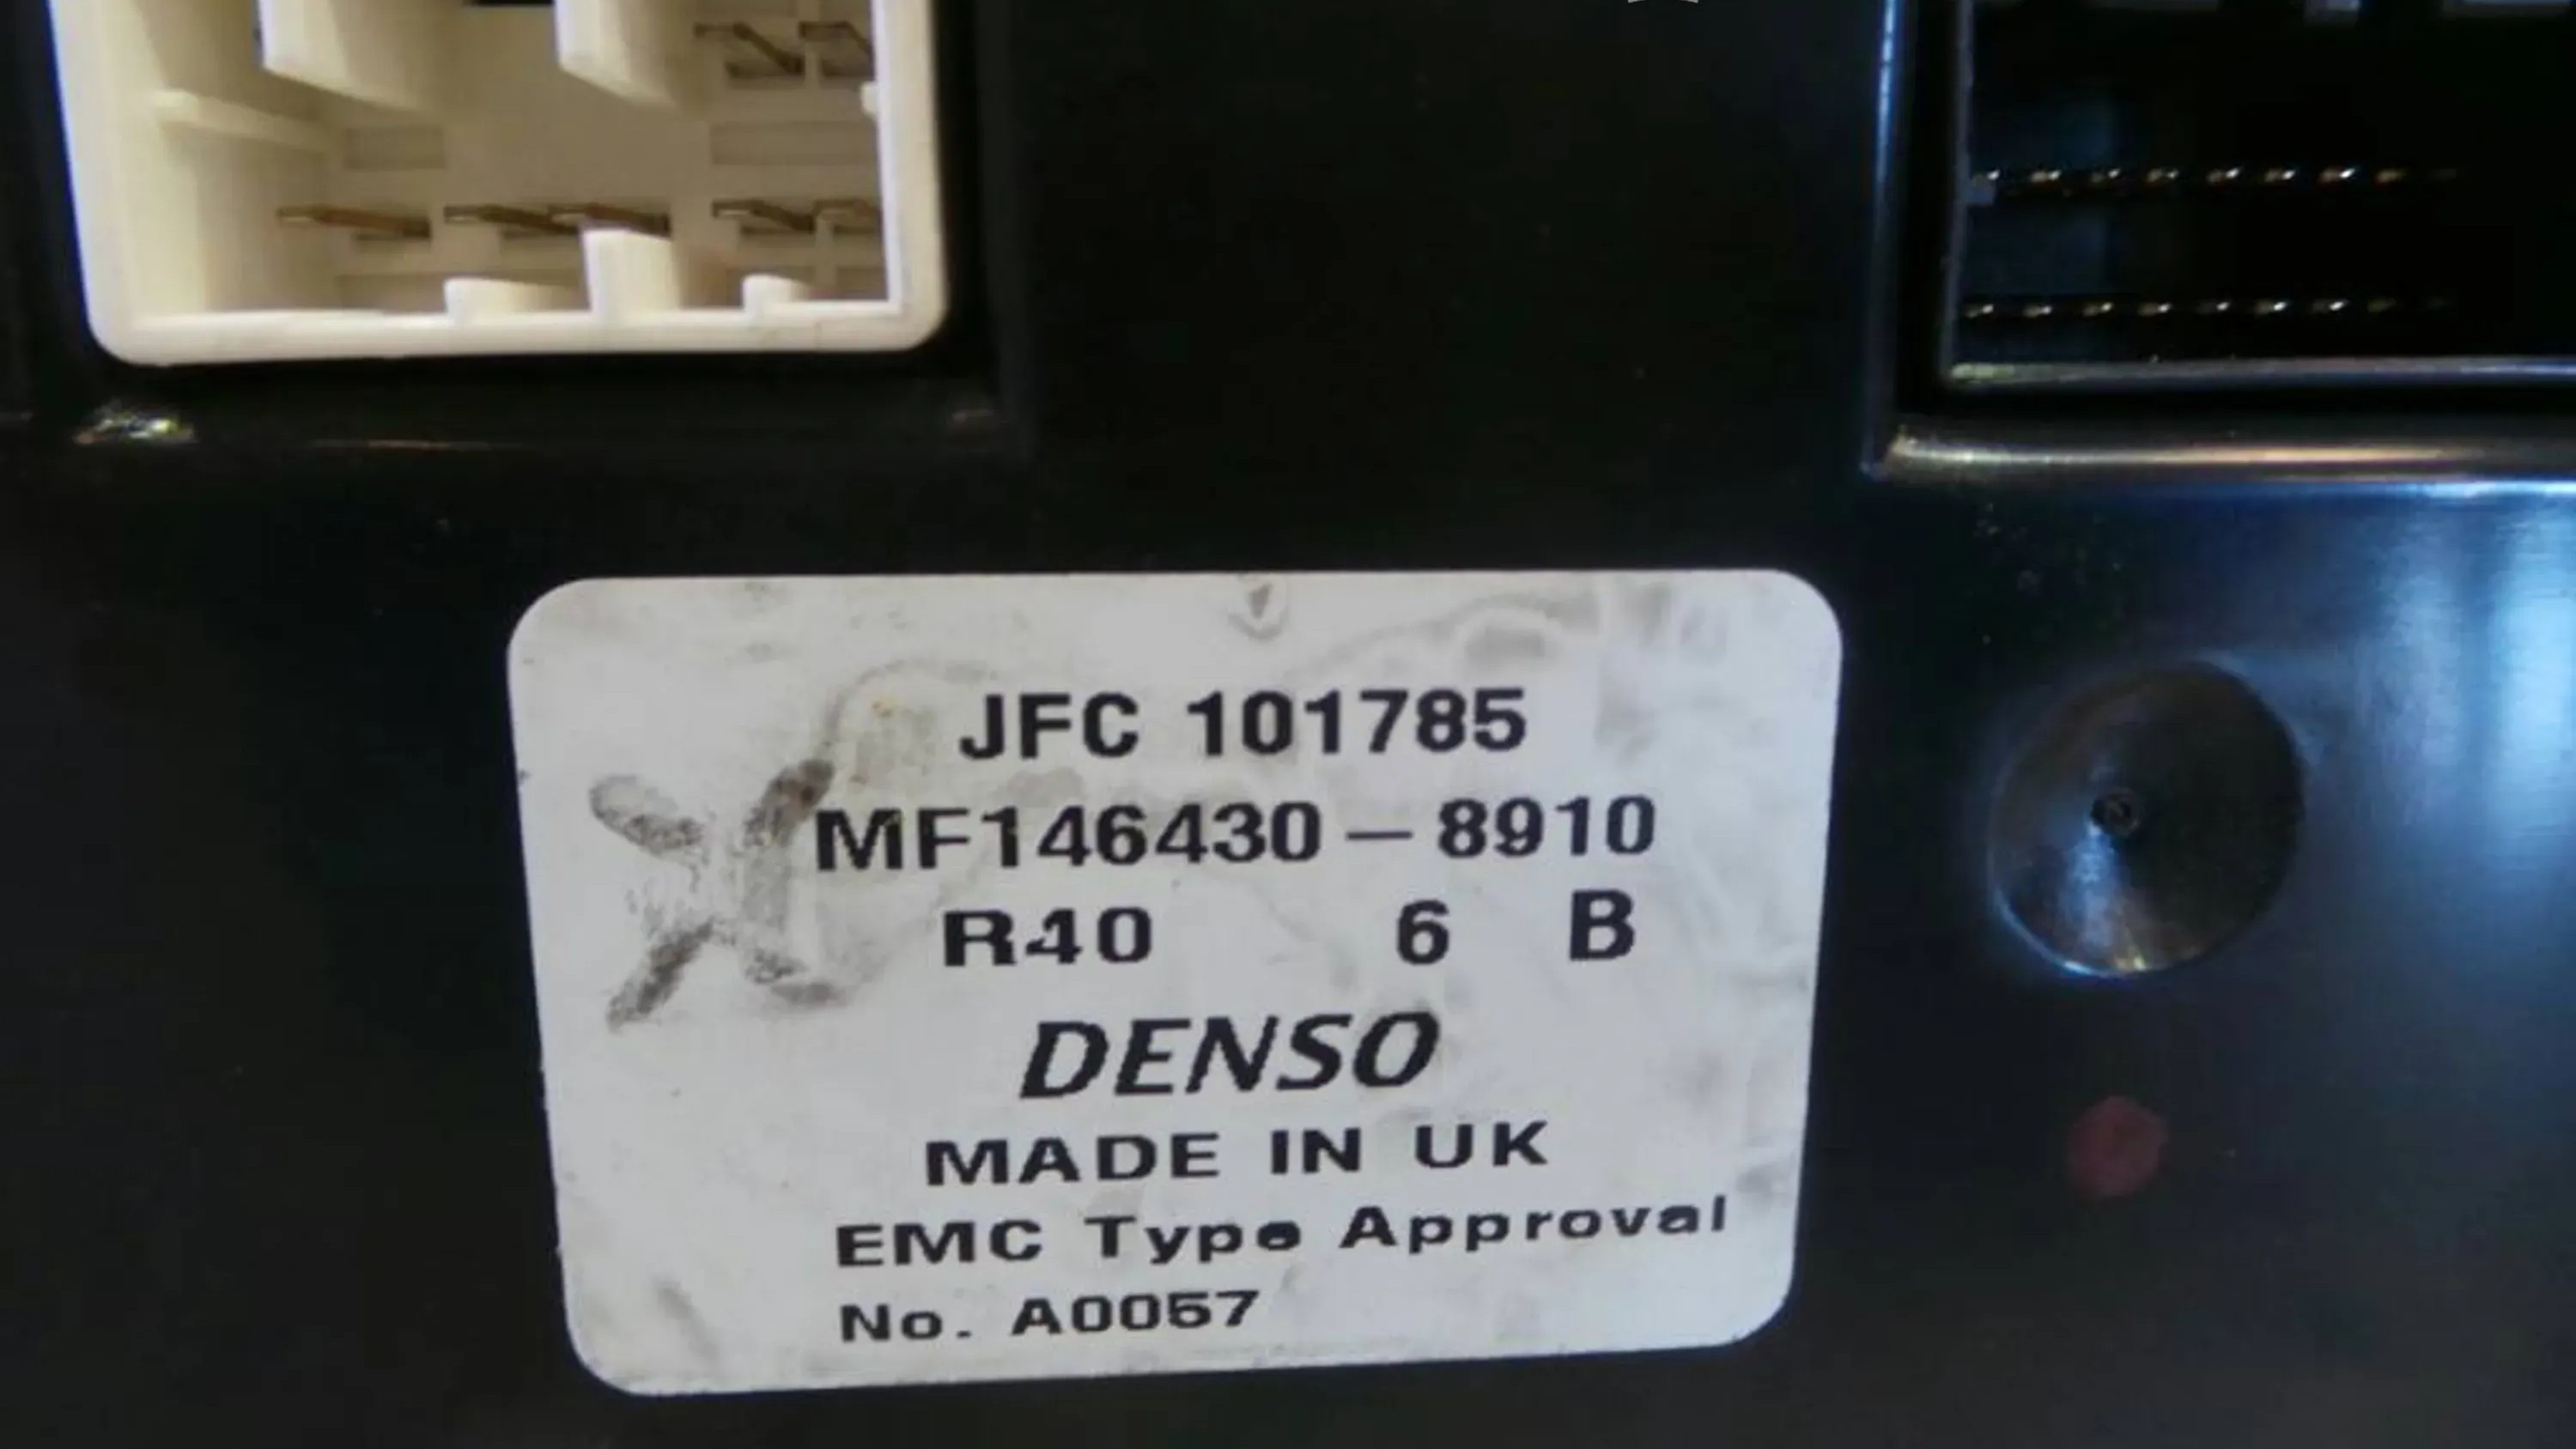 JFC 101785
MF146430-8910
R40 6 B
DENSO
MADE IN UK
EMC Type Approval
No. A0057